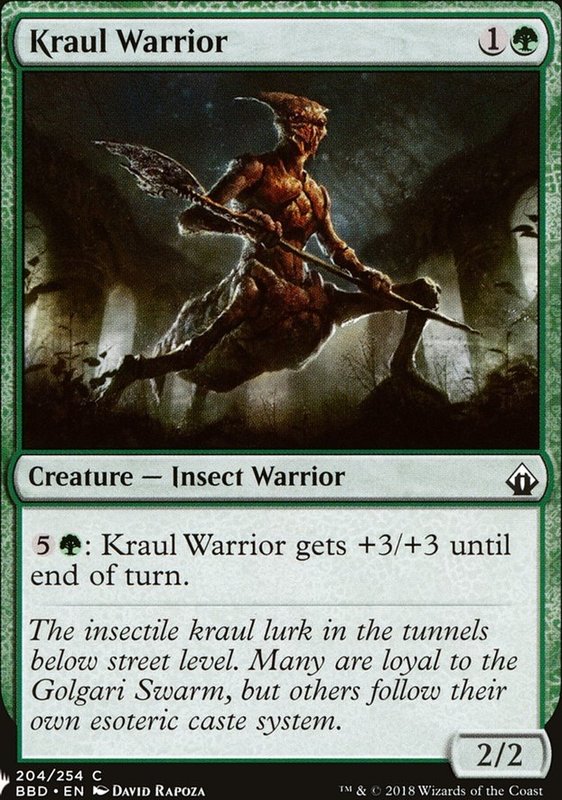 Kraul Warrior 1
Creature — Insect Warrior
5: Kraul Warrior gets +3/+3 until
end of turn.
The insectile kraul lurk in the tunnels
below street level. Many are loyal to the
Golgari Swarm, but others follow their
own esoteric caste system.
2/2
204/254 C
BBD • EN David Rapoza
™ & © 2018 Wizards of the Coast